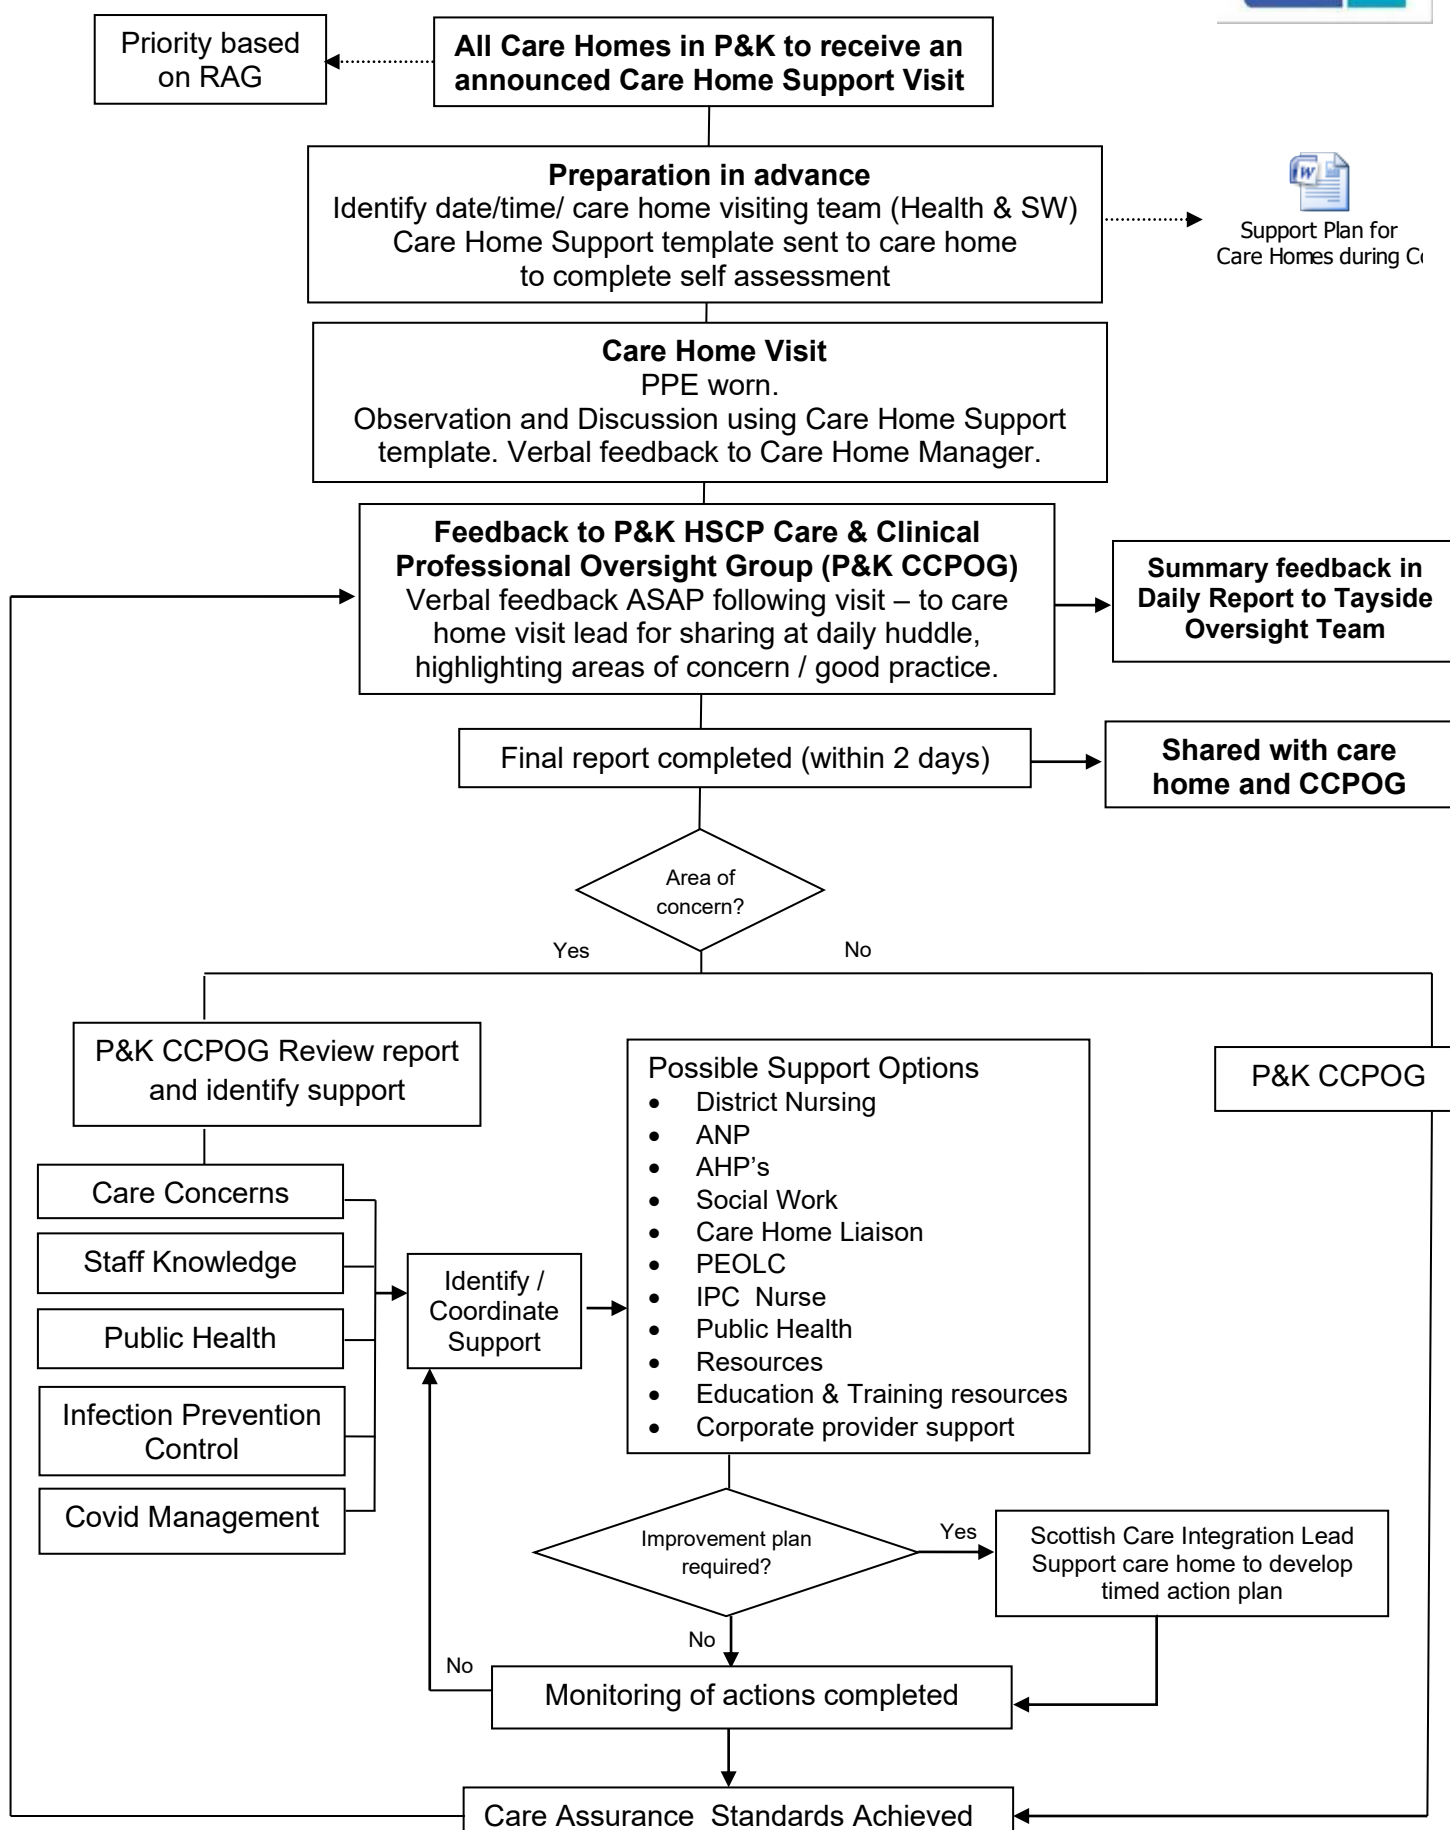 Priority based
on RAG
All Care Homes in P&K to receive an
announced Care Home Support Visit
Preparation in advance
Identify date/time/ care home visiting team (Health & SW)
Care Home Support template sent to care home
to complete self assessment
W
Support Plan for
Care Homes during
Care Home Visit
PPE worn.
Observation and Discussion using Care Home Support
template. Verbal feedback to Care Home Manager.
Feedback to P&K HSCP Care & Clinical
Professional Oversight Group (P&K CCPOG)
Verbal feedback ASAP following visit – to care
home visit lead for sharing at daily huddle,
highlighting areas of concern / good practice.
Summary feedback in
Daily Report to Tayside
Oversight Team
Final report completed (within 2 days)
Shared with care
home and CCPOG
Area of
concern?
Yes
No
P&K CCPOG Review report
and identify support
Care Concerns
Staff Knowledge
Public Health
Infection Prevention
Control
Covid Management
Identify /
Coordinate
Support
Possible Support Options
• District Nursing
• ANP
• AHP's
• Social Work
• Care Home Liaison
• PEOLC
• IPC Nurse
• Public Health
• Resources
• Education & Training resources
• Corporate provider support
P&K CCPOG
Improvement plan
required?
Yes
Scottish Care Integration Lead
Support care home to develop
timed action plan
No
No
Monitoring of actions completed
Care Assurance Standards Achieved